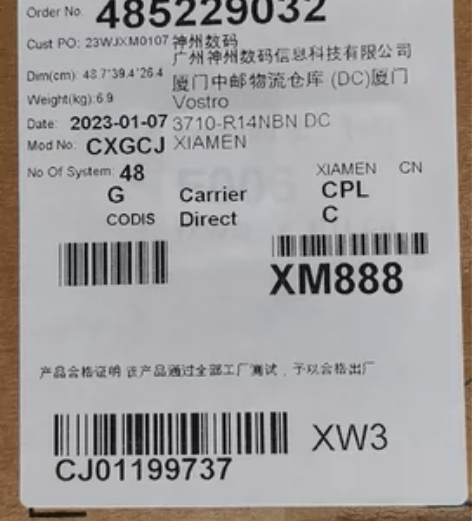 Order No: 485229032
Cust PO: 23WJXM0107 神州数码
广州神州数码信息科技有限公司
Dim(cm): 48.7*39.4*26.4 厦门中邮物流仓库 (DC)厦门
Weight(kg):6.9 Vostro
Date: 2023-01-07 3710-R14NBN DC
Mod No: CXGCJ XIAMEN
No Of System: 48 XIAMEN CN
G Carrier CPL
CODIS Direct C
XM888
产品合格证明 该产品通过全部工厂测试，予以合格出厂
XW3
CJ01199737